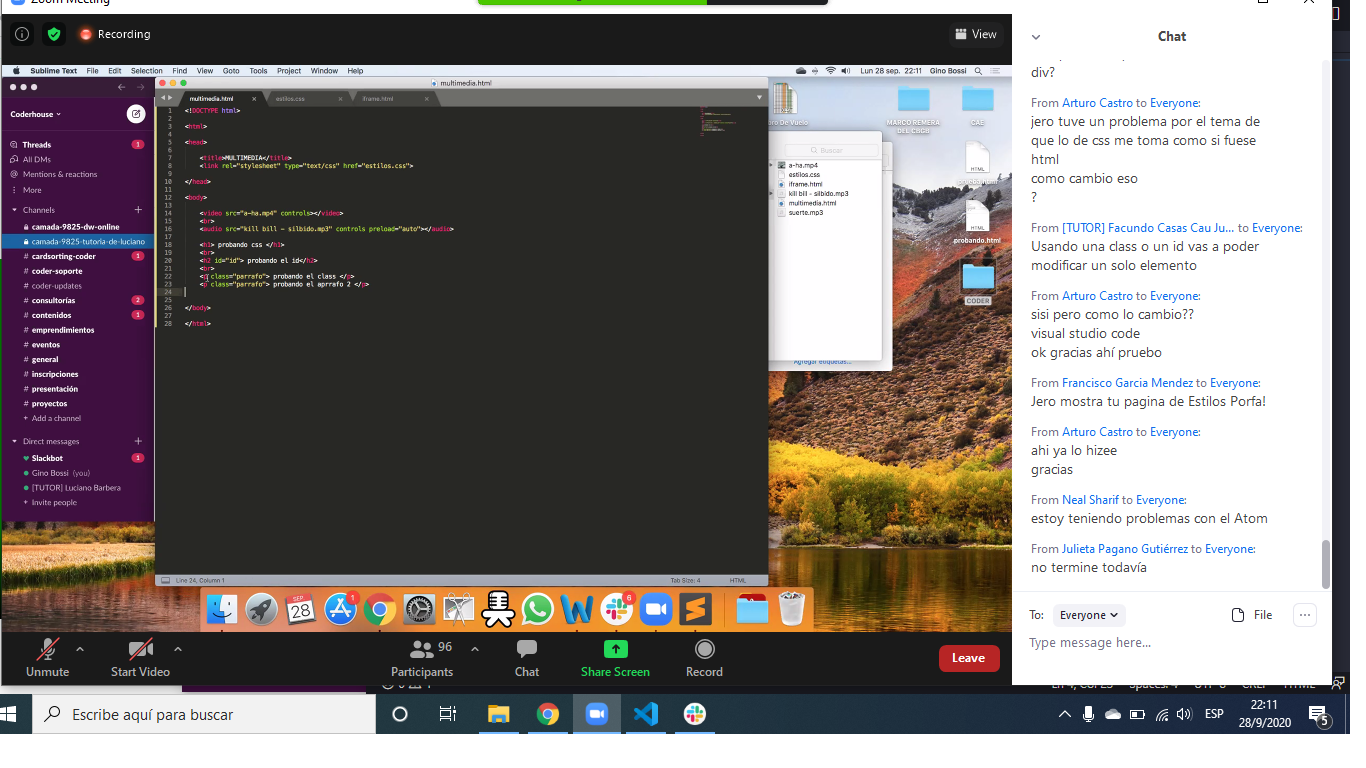 Zoom Meeting
Recording
View
Sublime Text File Edit Selection Find View Goto Tools Project Window Help
Lun 28 sep. 22:11 Gino Bossi
Coderhouse
Threads 1
All DMs
Mentions & reactions
More
Channels
camada-9825-dw-online
camada-9825-tutoria-de-luciano
# cardsorting-coder 1
# coder-soporte
# coder-updates
# consultorías 2
# contenidos 1
# emprendimientos
# eventos
# general
# inscripciones
# presentación
# proyectos
+ Add a channel
Direct messages
Slackbot 1
Gino Bossi (you)
[TUTOR] Luciano Barbera
+ Invite people
multimedia.html
multimedia.html estilos.css iframe.html
1 <!DOCTYPE html>
2
3 <html>
4
5 <head>
6
7 <title>MULTIMEDIA</title>
8 <link rel="stylesheet" type="text/css" href="estilos.css">
9
10 </head>
11
12 <body>
13
14 <video src="a-ha.mp4" controls></video>
15 <br>
16 <audio src="kill bill - silbido.mp3" controls preload="auto"></audio>
17
18 <h1> probando css </h1>
19 <br>
20 <h2 id="id"> probando el id</h2>
21 <br>
22 <p class="parrafo"> probando el class </p>
23 <p class="parrafo"> probando el aprrafo 2 </p>
24
25
26 </body>
27
28 </html>
Line 24, Column 1
Tab Size: 4
HTML
ro De Vuelo
MARCO REMERA
DEL CBGB
CAE
Buscar
a-ha.mp4
estilos.css
iframe.html
kill bill - silbido.mp3
multimedia.html
suerte.mp3
HTML
HTML
probando.html
CODER
Agregar etiquetas...
SEP
28
1
6
Unmute
Start Video
96
Participants
Chat
Share Screen
Record
Leave
Chat
div?
From Arturo Castro to Everyone:
jero tuve un problema por el tema de
que lo de css me toma como si fuese
html
como cambio eso
?
From [TUTOR] Facundo Casas Cau Ju... to Everyone:
Usando una class o un id vas a poder
modificar un solo elemento
From Arturo Castro to Everyone:
sisi pero como lo cambio??
visual studio code
ok gracias ahí pruebo
From Francisco Garcia Mendez to Everyone:
Jero mostra tu pagina de Estilos Porfa!
From Arturo Castro to Everyone:
ahi ya lo hizee
gracias
From Neal Sharif to Everyone:
estoy teniendo problemas con el Atom
From Julieta Pagano Gutiérrez to Everyone:
no termine todavía
To: Everyone
File
Type message here...
Escribe aquí para buscar
ESP
22:11
28/9/2020
5